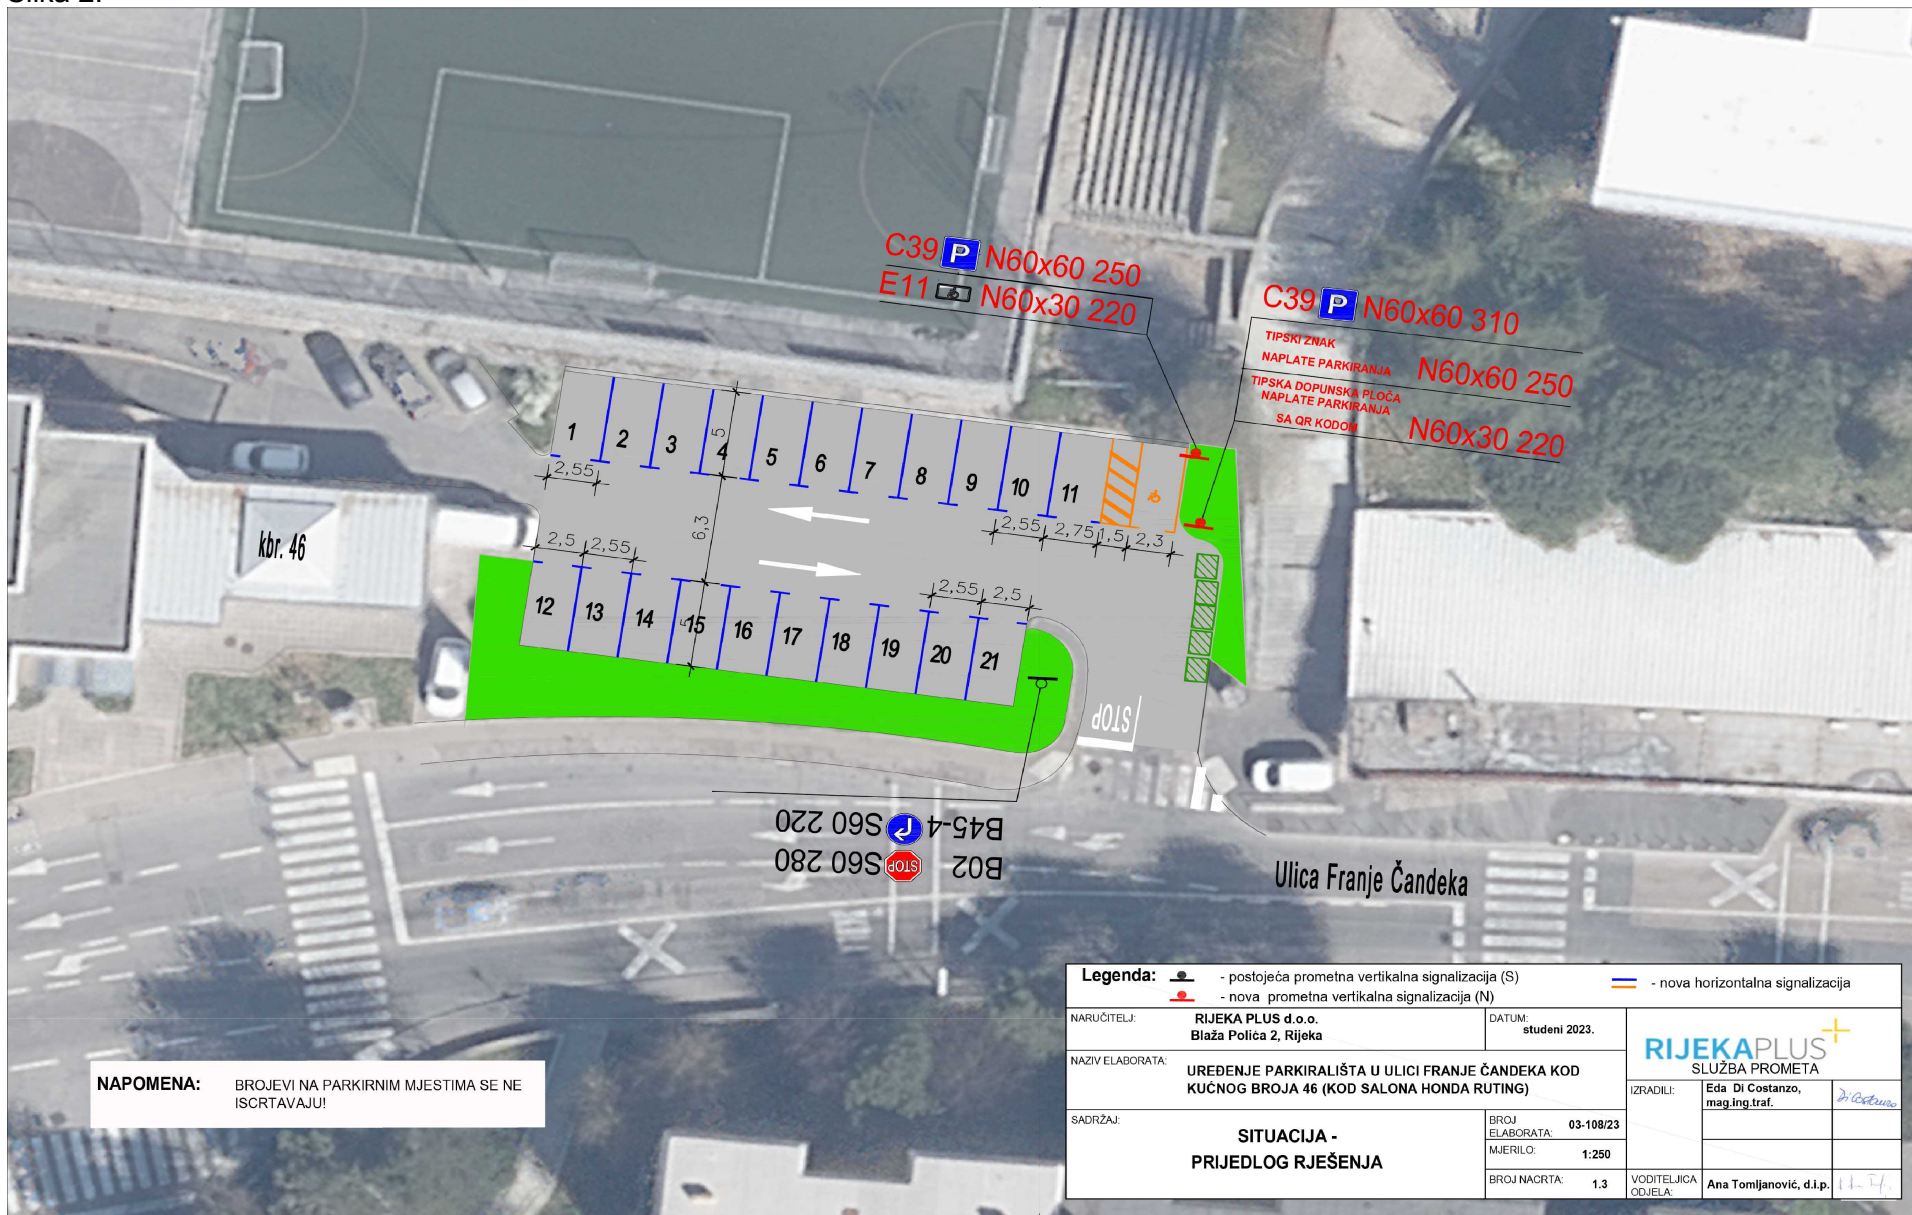 C39 P N60x60 250
E11 N60x30 220
C39 P N60x60 310
TIPSKI ZNAK
NAPLATE PARKIRANJA N60x60 250
TIPSKA DOPUNSKA PLOČA
NAPLATE PARKIRANJA
SA QR KODOM N60x30 220
1
2
3
4
5
6
7
8
9
10
11
5
2,55
6,3
2,55
2,75
1,5
2,3
kbr. 46
2,5
2,55
2,55
2,5
12
13
14
15
16
17
18
19
20
21
5
STOP
B45-4 S60 220
B02 STOP S60 280
Ulica Franje Čandeka
Legenda: - postojeća prometna vertikalna signalizacija (S)
- nova prometna vertikalna signalizacija (N)
- nova horizontalna signalizacija
NARUČITELJ: RIJEKA PLUS d.o.o.
Blaža Polića 2, Rijeka
DATUM:
studeni 2023.
RIJEKAPLUS
SLUŽBA PROMETA
NAZIV ELABORATA:
UREĐENJE PARKIRALIŠTA U ULICI FRANJE ČANDEKA KOD
KUĆNOG BROJA 46 (KOD SALONA HONDA RUTING)
IZRADILI: Eda Di Costanzo,
mag.ing.traf.
Di Costanzo
SADRŽAJ:
SITUACIJA -
PRIJEDLOG RJEŠENJA
BROJ
ELABORATA: 03-108/23
MJERILO: 1:250
BROJ NACRTA: 1.3
VODITELJICA
ODJELA: Ana Tomljanović, d.i.p.
NAPOMENA: BROJEVI NA PARKIRNIM MJESTIMA SE NE
ISCRTAVAJU!